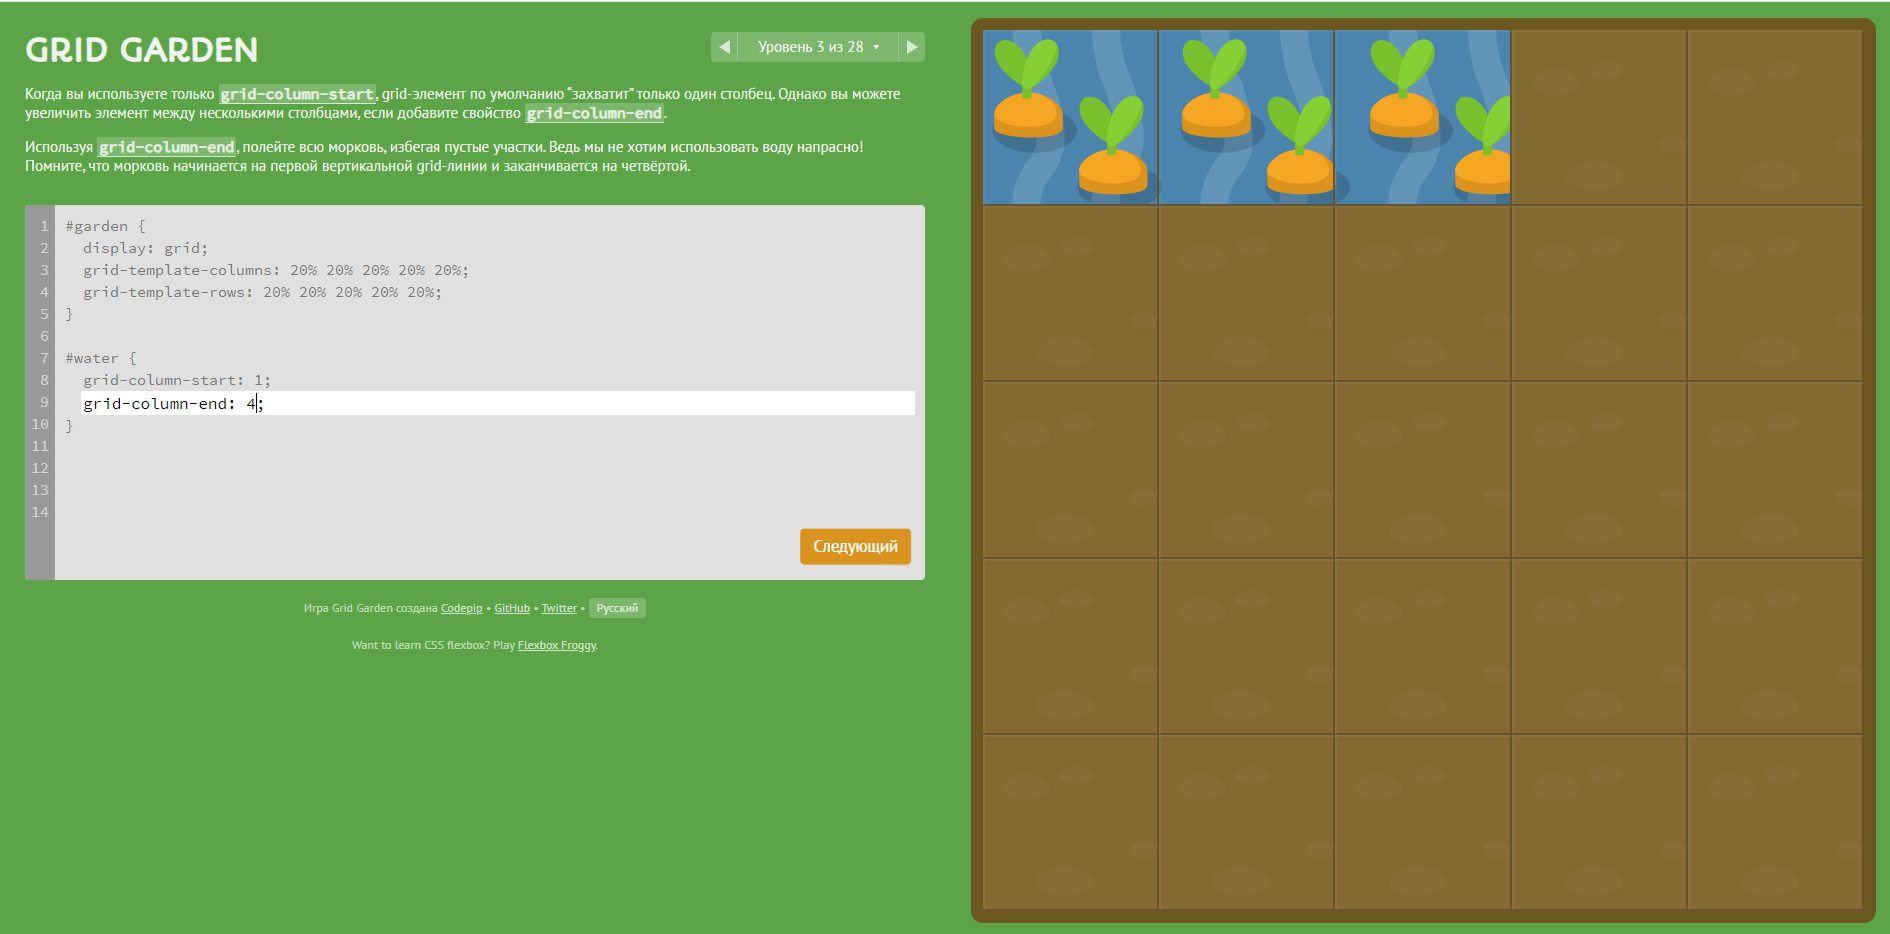 GRID GARDEN
◀ Уровень 3 из 28 ▾ ▶
Когда вы используете только grid-column-start, grid-элемент по умолчанию “захватит” только один столбец. Однако вы можете
увеличить элемент между несколькими столбцами, если добавите свойство grid-column-end.
Используя grid-column-end, полейте всю морковь, избегая пустые участки. Ведь мы не хотим использовать воду напрасно!
Помните, что морковь начинается на первой вертикальной grid-линии и заканчивается на четвёртой.
1 #garden {
2 display: grid;
3 grid-template-columns: 20% 20% 20% 20% 20%;
4 grid-template-rows: 20% 20% 20% 20% 20%;
5 }
6
7 #water {
8 grid-column-start: 1;
9 grid-column-end: 4;
10 }
11
12
13
14
Следующий
Игра Grid Garden создана Codepip • GitHub • Twitter • Русский
Want to learn CSS flexbox? Play Flexbox Froggy.